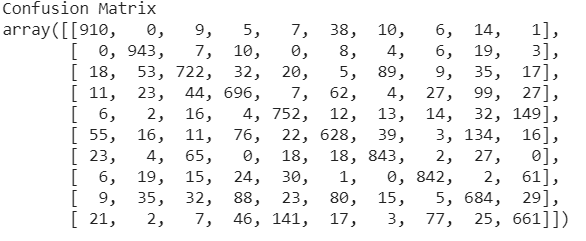 Confusion Matrix
array([[910, 0, 9, 5, 7, 38, 10, 6, 14, 1],
[ 0, 943, 7, 10, 0, 8, 4, 6, 19, 3],
[ 18, 53, 722, 32, 20, 5, 89, 9, 35, 17],
[ 11, 23, 44, 696, 7, 62, 4, 27, 99, 27],
[ 6, 2, 16, 4, 752, 12, 13, 14, 32, 149],
[ 55, 16, 11, 76, 22, 628, 39, 3, 134, 16],
[ 23, 4, 65, 0, 18, 18, 843, 2, 27, 0],
[ 6, 19, 15, 24, 30, 1, 0, 842, 2, 61],
[ 9, 35, 32, 88, 23, 80, 15, 5, 684, 29],
[ 21, 2, 7, 46, 141, 17, 3, 77, 25, 661]])